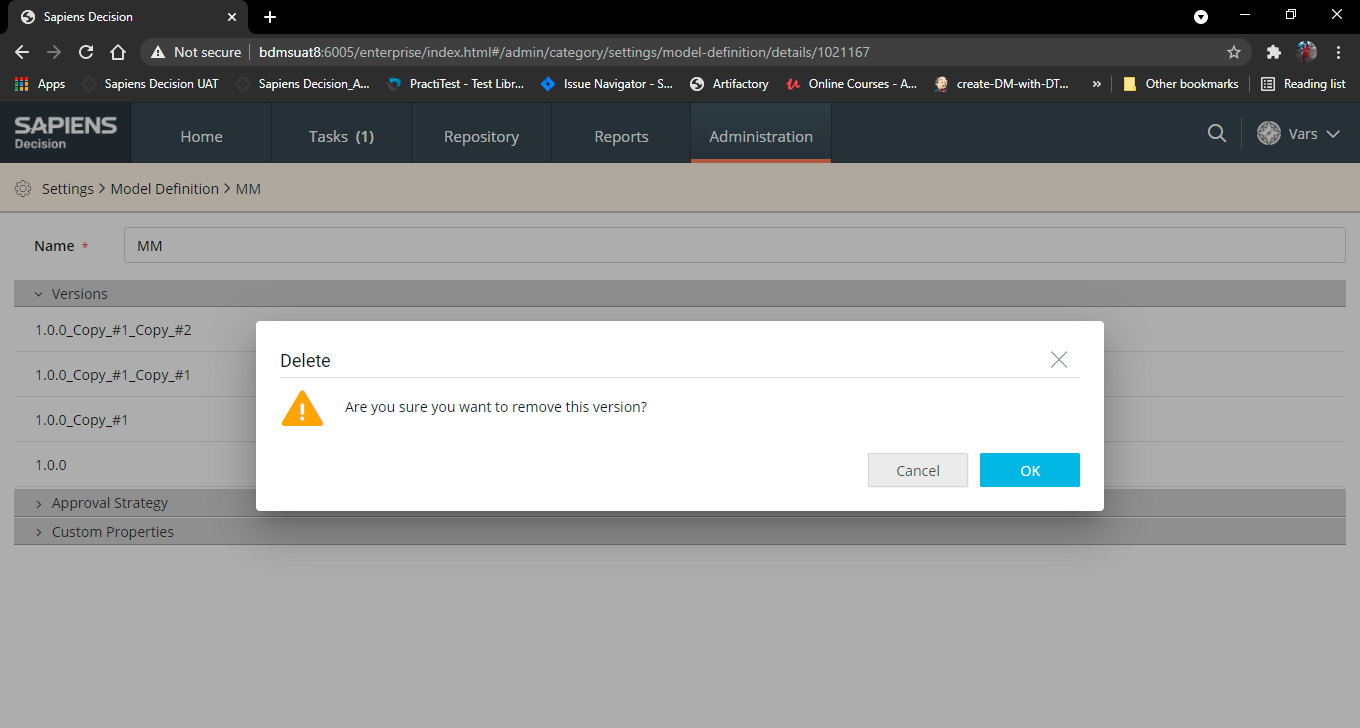 Sapiens Decision
Not secure bdmsuat8:6005/enterprise/index.html#/admin/category/settings/model-definition/details/1021167
Apps Sapiens Decision UAT Sapiens Decision_A... PractiTest - Test Libr... Issue Navigator - S... Artifactory Online Courses - A... create-DM-with-DT... » Other bookmarks Reading list
SAPIENS
Decision
Home Tasks (1) Repository Reports Administration Vars
Settings > Model Definition > MM
Name * MM
Versions
1.0.0_Copy_#1_Copy_#2
1.0.0_Copy_#1_Copy_#1
1.0.0_Copy_#1
1.0.0
Approval Strategy
Custom Properties
Delete
Are you sure you want to remove this version?
Cancel OK